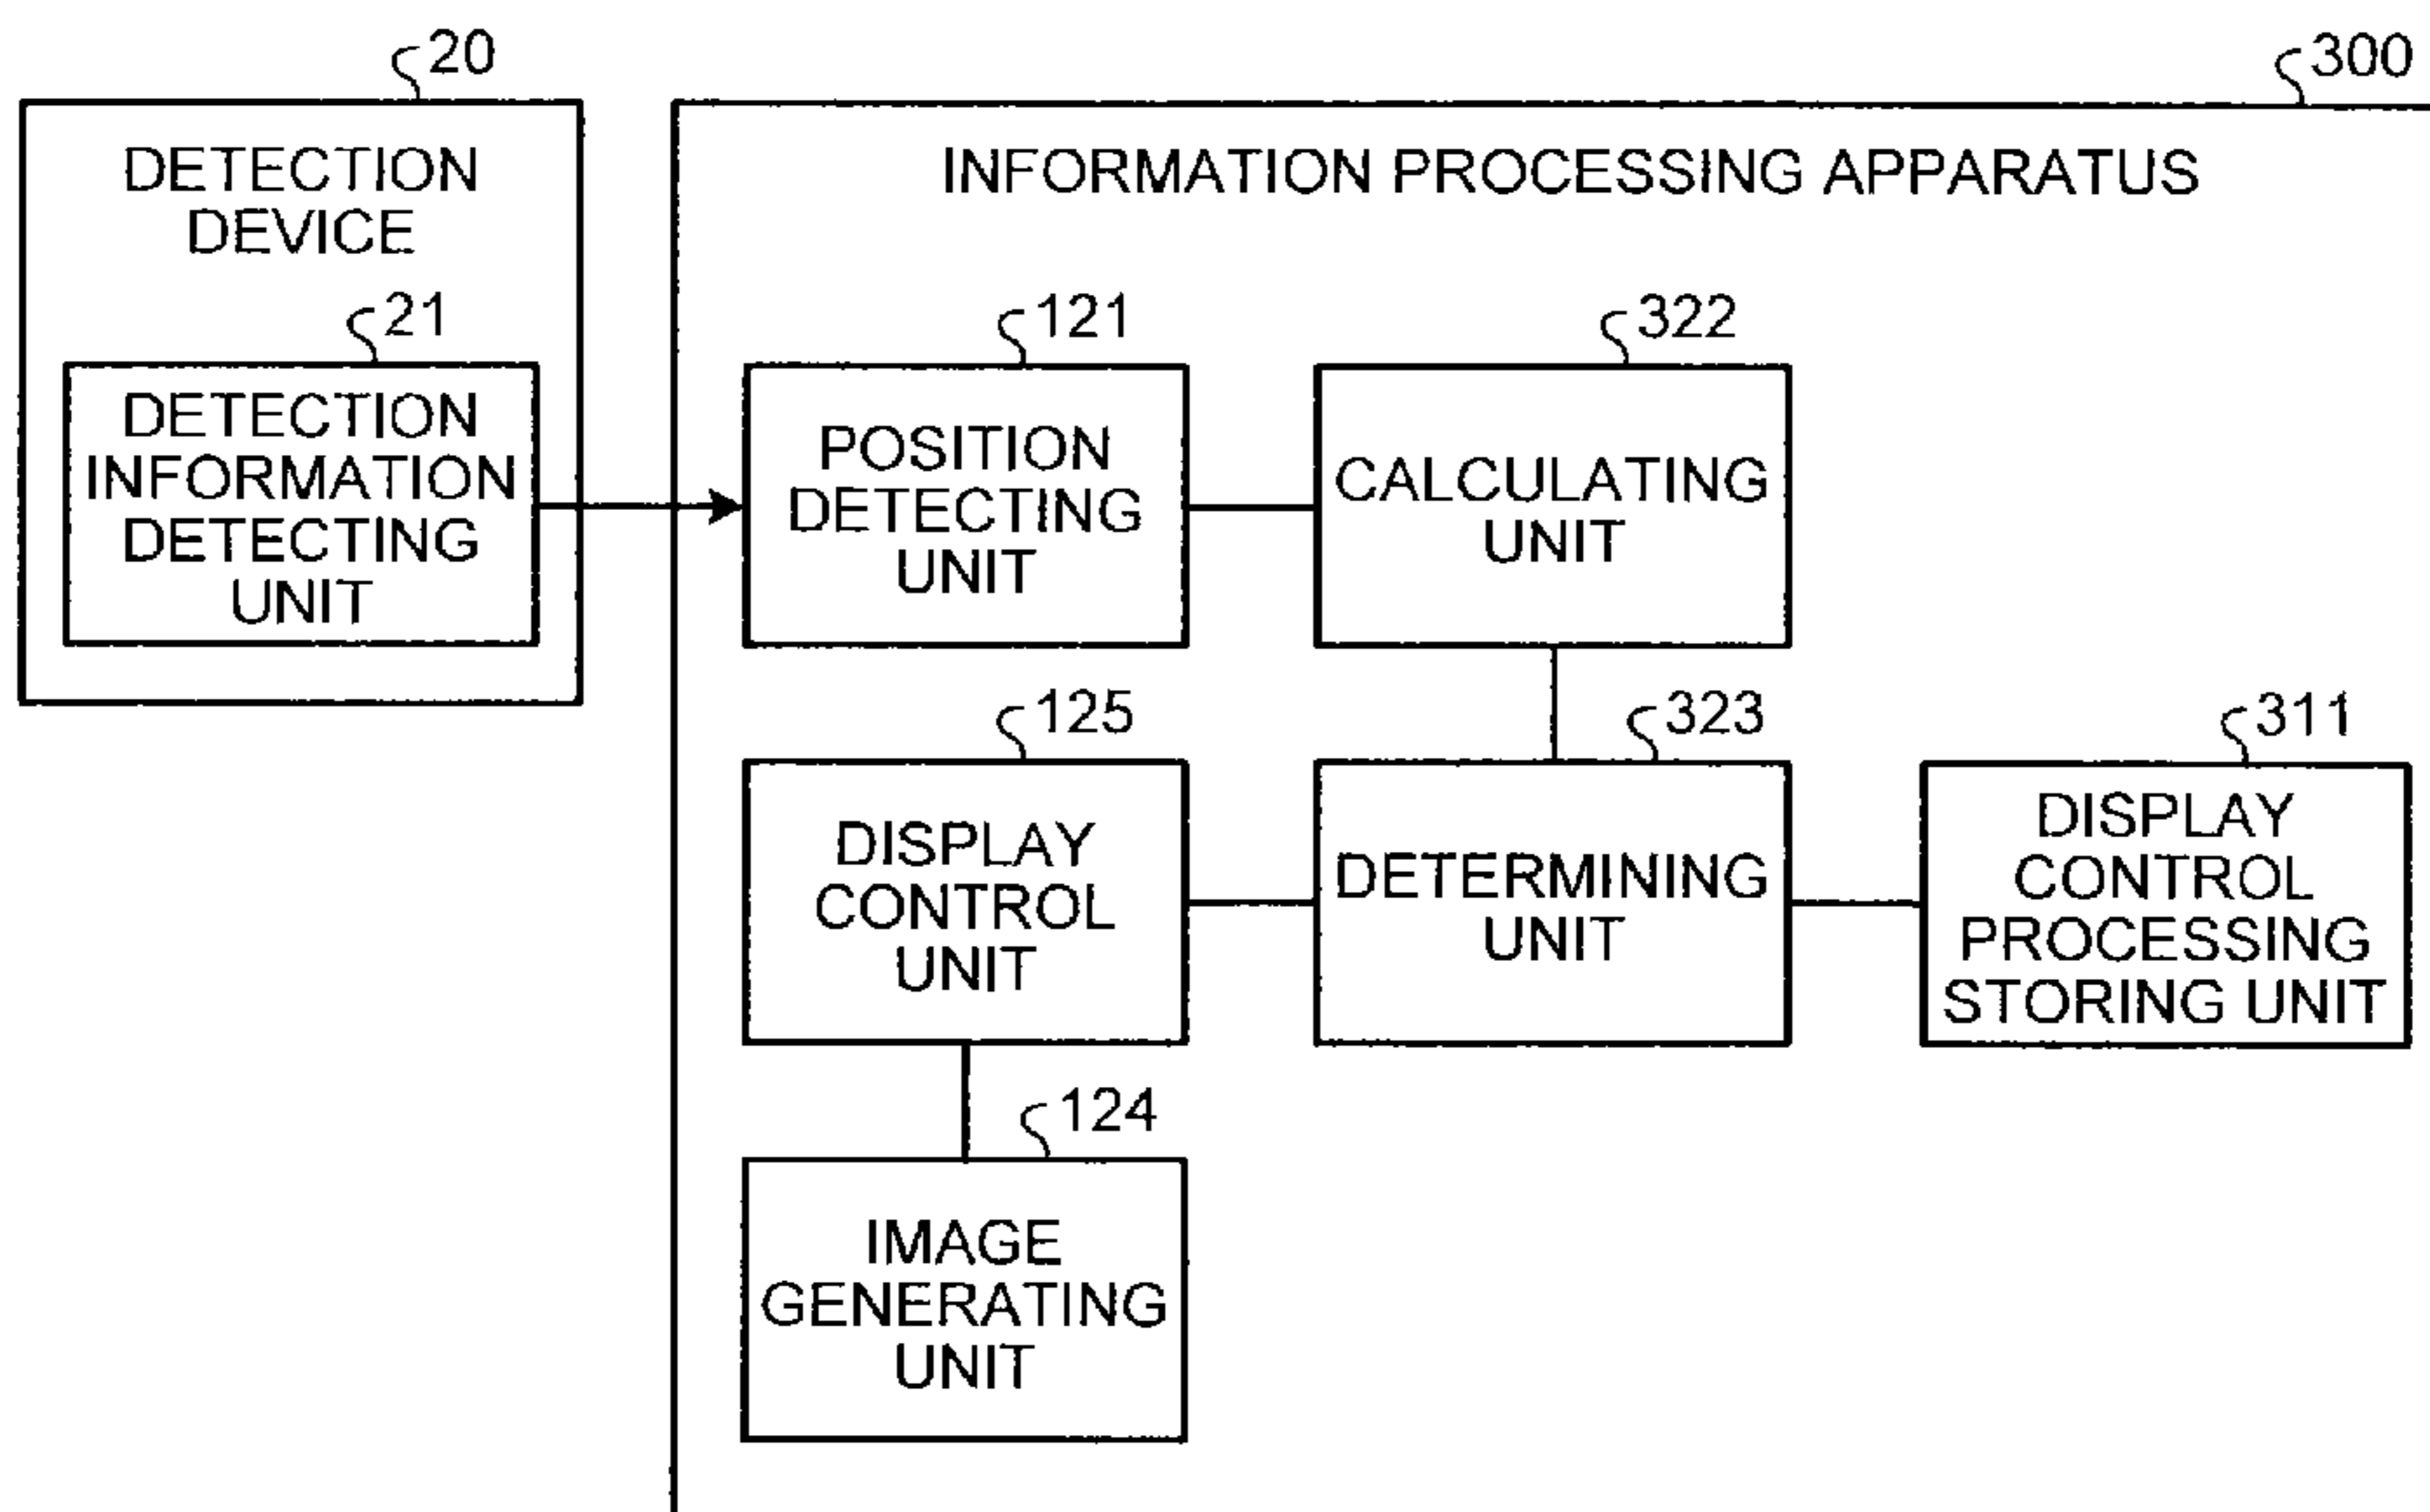 20
DETECTION
DEVICE
21
DETECTION
INFORMATION
DETECTING
UNIT
300
INFORMATION PROCESSING APPARATUS
121
POSITION
DETECTING
UNIT
322
CALCULATING
UNIT
125
DISPLAY
CONTROL
UNIT
323
DETERMINING
UNIT
311
DISPLAY
CONTROL
PROCESSING
STORING UNIT
124
IMAGE
GENERATING
UNIT